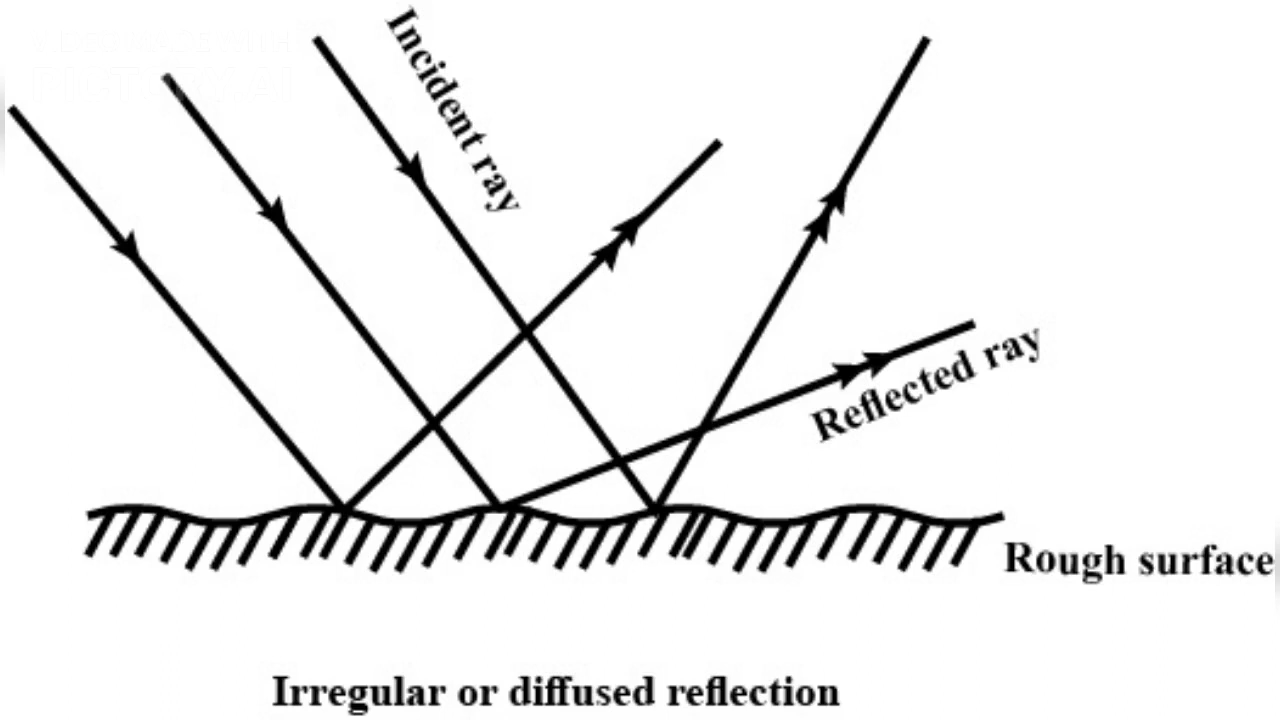 Incident ray
Reflected ray
Rough surface
Irregular or diffused reflection